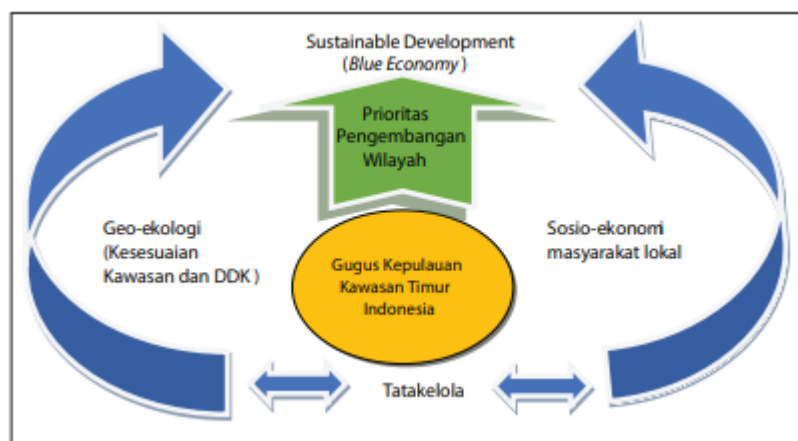 Sustainable Development
(Blue Economy)
Prioritas
Pengembangan
Wilayah
Geo-ekologi
(Kesesuaian
Kawasan dan DDK )
Sosio-ekonomi
masyarakat lokal
Gugus Kepulauan
Kawasan Timur
Indonesia
Tatakelola